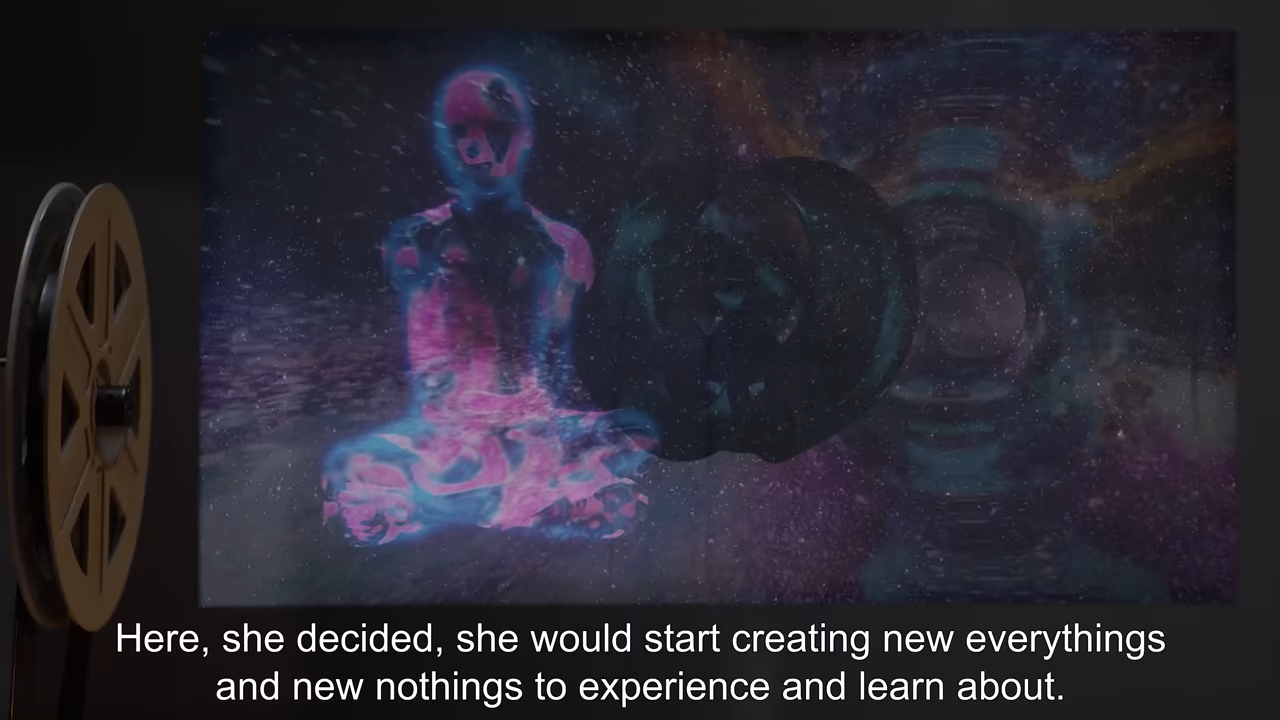 Here, she decided, she would start creating new everythings
and new nothings to experience and learn about.